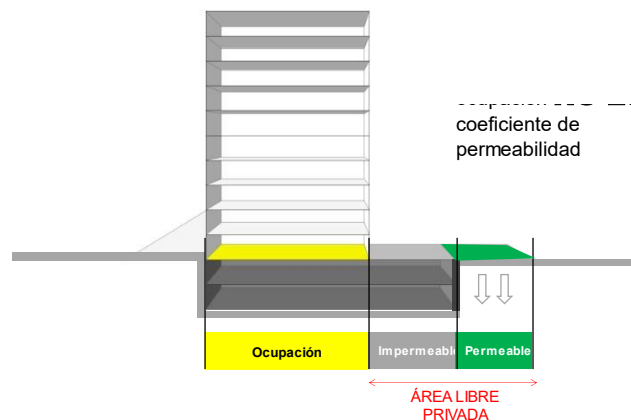 coeficiente de
permeabilidad
Ocupación
Impermeable
Permeable
ÁREA LIBRE
PRIVADA